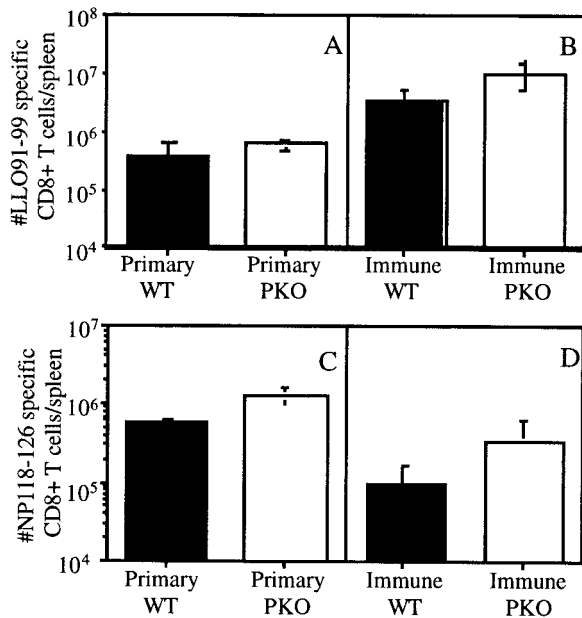 #LLO91-99 specific
CD8+ T cells/spleen
10⁸
10⁷
10⁶
10⁵
10⁴
A
B
Primary
WT
Primary
PKO
Immune
WT
Immune
PKO
#NP118-126 specific
CD8+ T cells/spleen
10⁷
10⁶
10⁵
10⁴
C
D
Primary
WT
Primary
PKO
Immune
WT
Immune
PKO